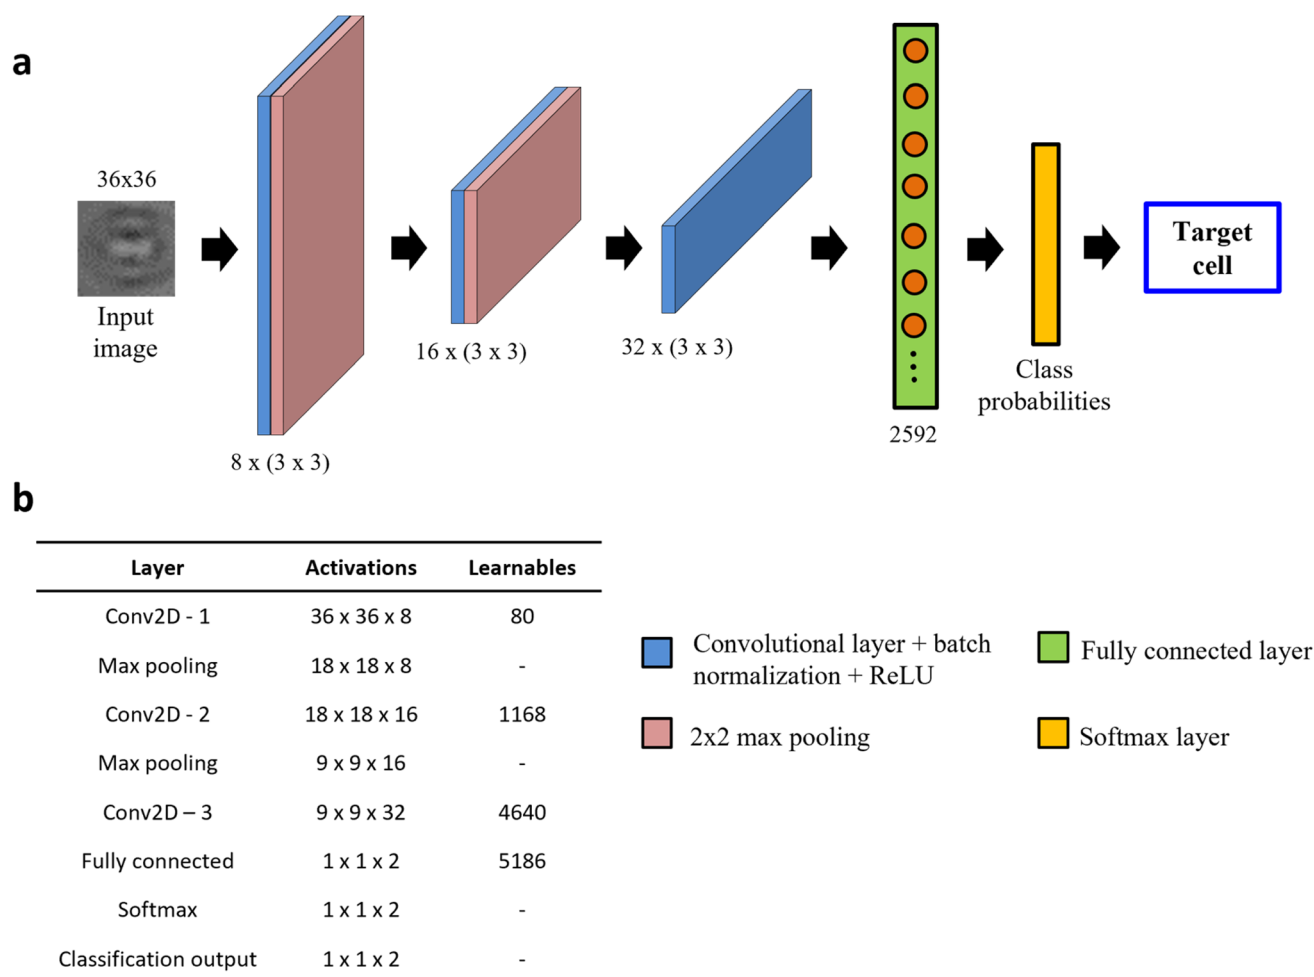 a
36x36
Input
image
8 x (3 x 3)
16 x (3 x 3)
32 x (3 x 3)
2592
Class
probabilities
Target
cell
b
Layer Activations Learnables
Conv2D - 1 36 x 36 x 8 80
Max pooling 18 x 18 x 8 -
Conv2D - 2 18 x 18 x 16 1168
Max pooling 9 x 9 x 16 -
Conv2D – 3 9 x 9 x 32 4640
Fully connected 1 x 1 x 2 5186
Softmax 1 x 1 x 2 -
Classification output 1 x 1 x 2 -
Convolutional layer + batch
normalization + ReLU
2x2 max pooling
Fully connected layer
Softmax layer